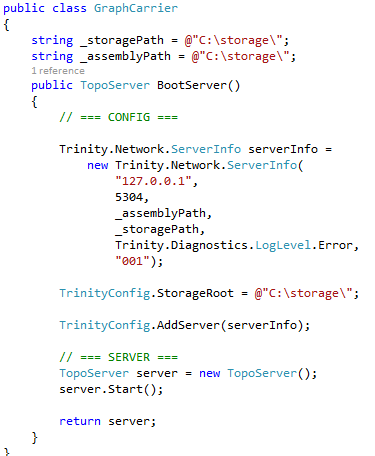 public class GraphCarrier
{
string _storagePath = @"C:\storage\";
string _assemblyPath = @"C:\storage\";
1 reference
public TopoServer BootServer()
{
// === CONFIG ===
Trinity.Network.ServerInfo serverInfo =
new Trinity.Network.ServerInfo(
"127.0.0.1",
5304,
_assemblyPath,
_storagePath,
Trinity.Diagnostics.LogLevel.Error,
"001");
TrinityConfig.StorageRoot = @"C:\storage\";
TrinityConfig.AddServer(serverInfo);
// === SERVER ===
TopoServer server = new TopoServer();
server.Start();
return server;
}
}